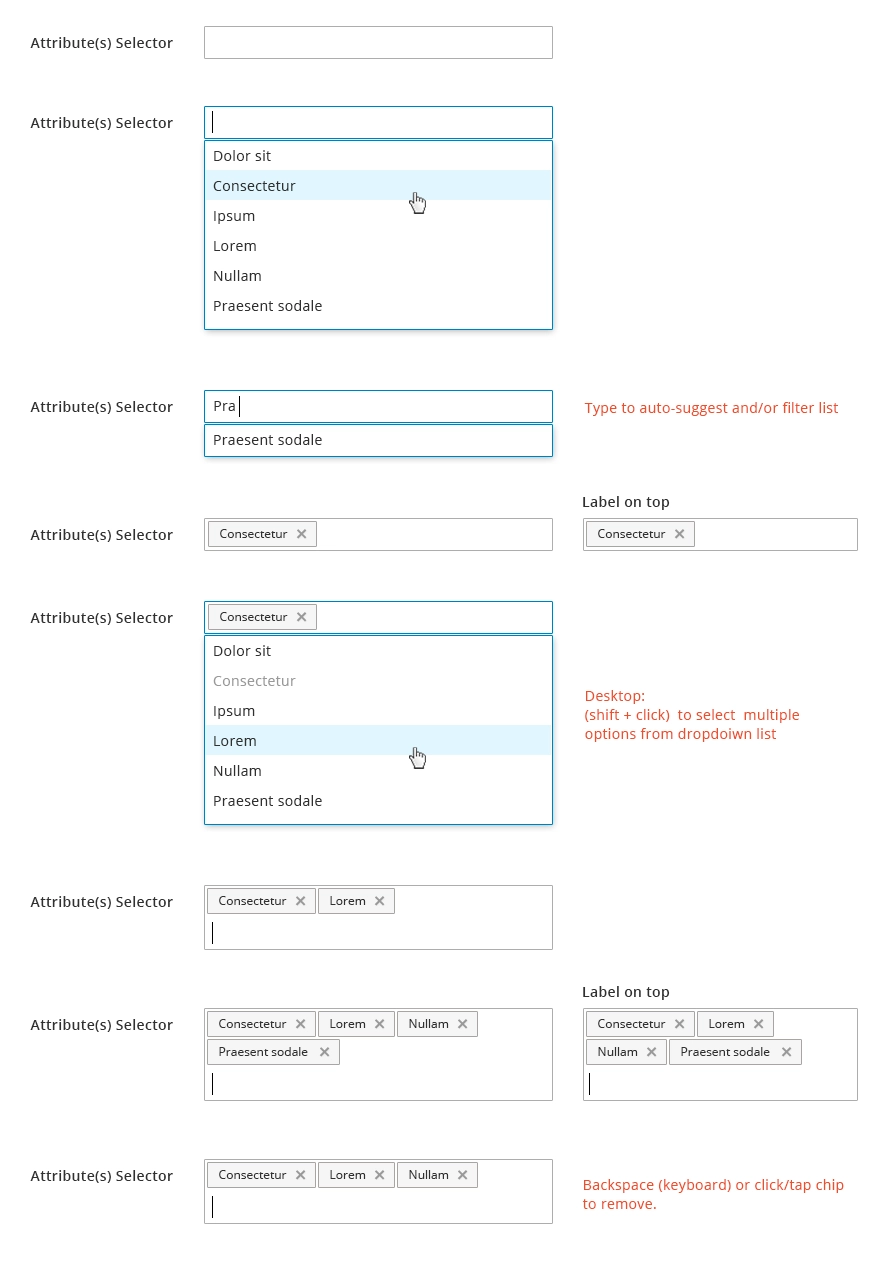 Attribute(s) Selector
Attribute(s) Selector
Dolor sit
Consectetur
Ipsum
Lorem
Nullam
Praesent sodale
Attribute(s) Selector
Pra
Type to auto-suggest and/or filter list
Praesent sodale
Label on top
Attribute(s) Selector
Consectetur ✕
Consectetur ✕
Attribute(s) Selector
Consectetur ✕
Dolor sit
Consectetur
Ipsum
Lorem
Nullam
Praesent sodale
Desktop:
(shift + click)  to select  multiple
options from dropdoiwn list
Attribute(s) Selector
Consectetur ✕ Lorem ✕
Label on top
Attribute(s) Selector
Consectetur ✕ Lorem ✕ Nullam ✕
Praesent sodale ✕
Consectetur ✕ Lorem ✕
Nullam ✕ Praesent sodale ✕
Attribute(s) Selector
Consectetur ✕ Lorem ✕ Nullam ✕
Backspace (keyboard) or click/tap chip
to remove.